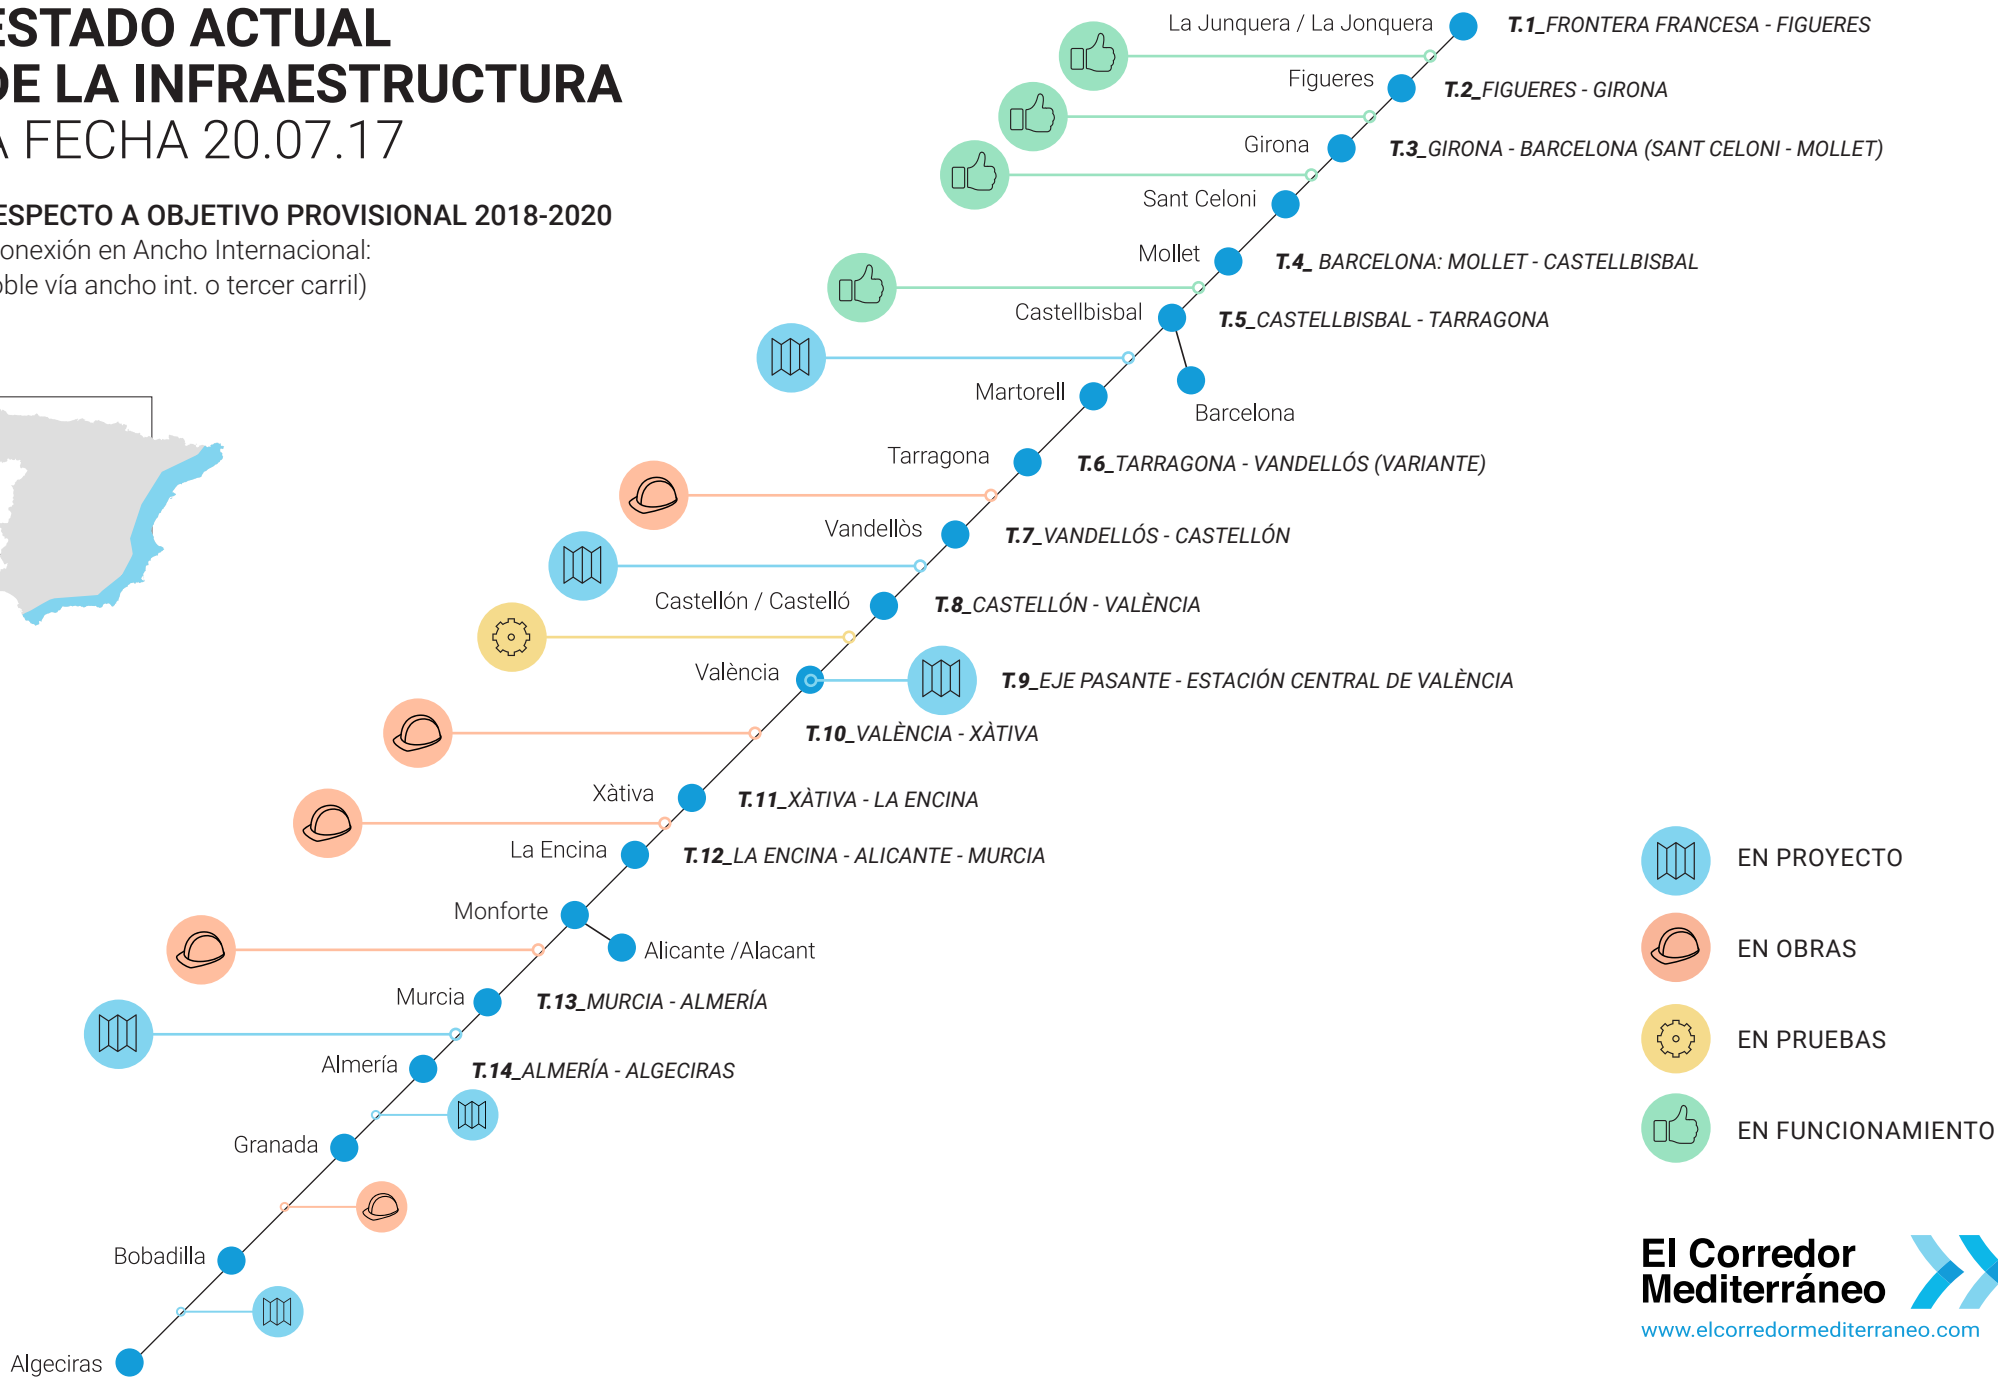 ESTADO ACTUAL
DE LA INFRAESTRUCTURA
A FECHA 20.07.17
ESPECTO A OBJETIVO PROVISIONAL 2018-2020
onexión en Ancho Internacional:
oble vía ancho int. o tercer carril)
La Junquera / La Jonquera
T.1_FRONTERA FRANCESA - FIGUERES
Figueres
T.2_FIGUERES - GIRONA
Girona
T.3_GIRONA - BARCELONA (SANT CELONI - MOLLET)
Sant Celoni
Mollet
T.4_ BARCELONA: MOLLET - CASTELLBISBAL
Castellbisbal
T.5_CASTELLBISBAL - TARRAGONA
Martorell
Barcelona
Tarragona
T.6_TARRAGONA - VANDELLÓS (VARIANTE)
Vandellòs
T.7_VANDELLÓS - CASTELLÓN
Castellón / Castelló
T.8_CASTELLÓN - VALÈNCIA
València
T.9_EJE PASANTE - ESTACIÓN CENTRAL DE VALÈNCIA
T.10_VALÈNCIA - XÀTIVA
Xàtiva
T.11_XÀTIVA - LA ENCINA
La Encina
T.12_LA ENCINA - ALICANTE - MURCIA
Monforte
Alicante /Alacant
Murcia
T.13_MURCIA - ALMERÍA
Almería
T.14_ALMERÍA - ALGECIRAS
Granada
Bobadilla
Algeciras
EN PROYECTO
EN OBRAS
EN PRUEBAS
EN FUNCIONAMIENTO
El Corredor
Mediterráneo
www.elcorredormediterraneo.com